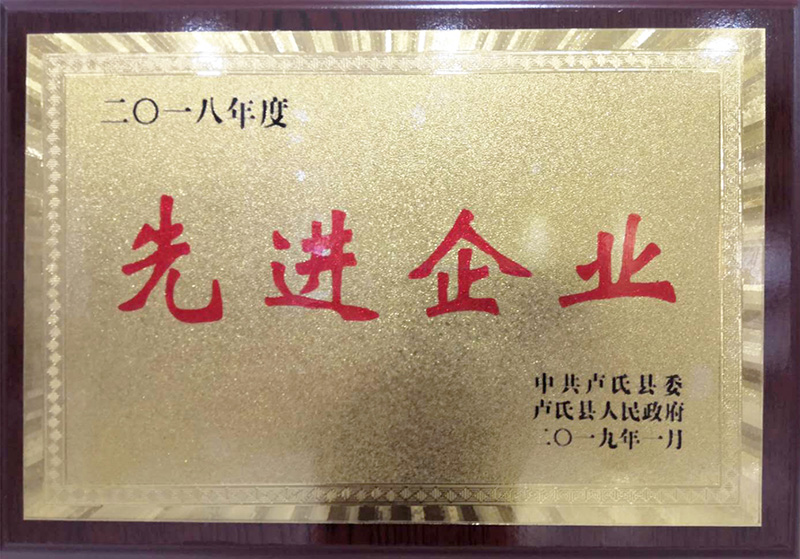 二〇一八年度
先进企业
中共卢氏县委
卢氏县人民政府
二〇一九年一月